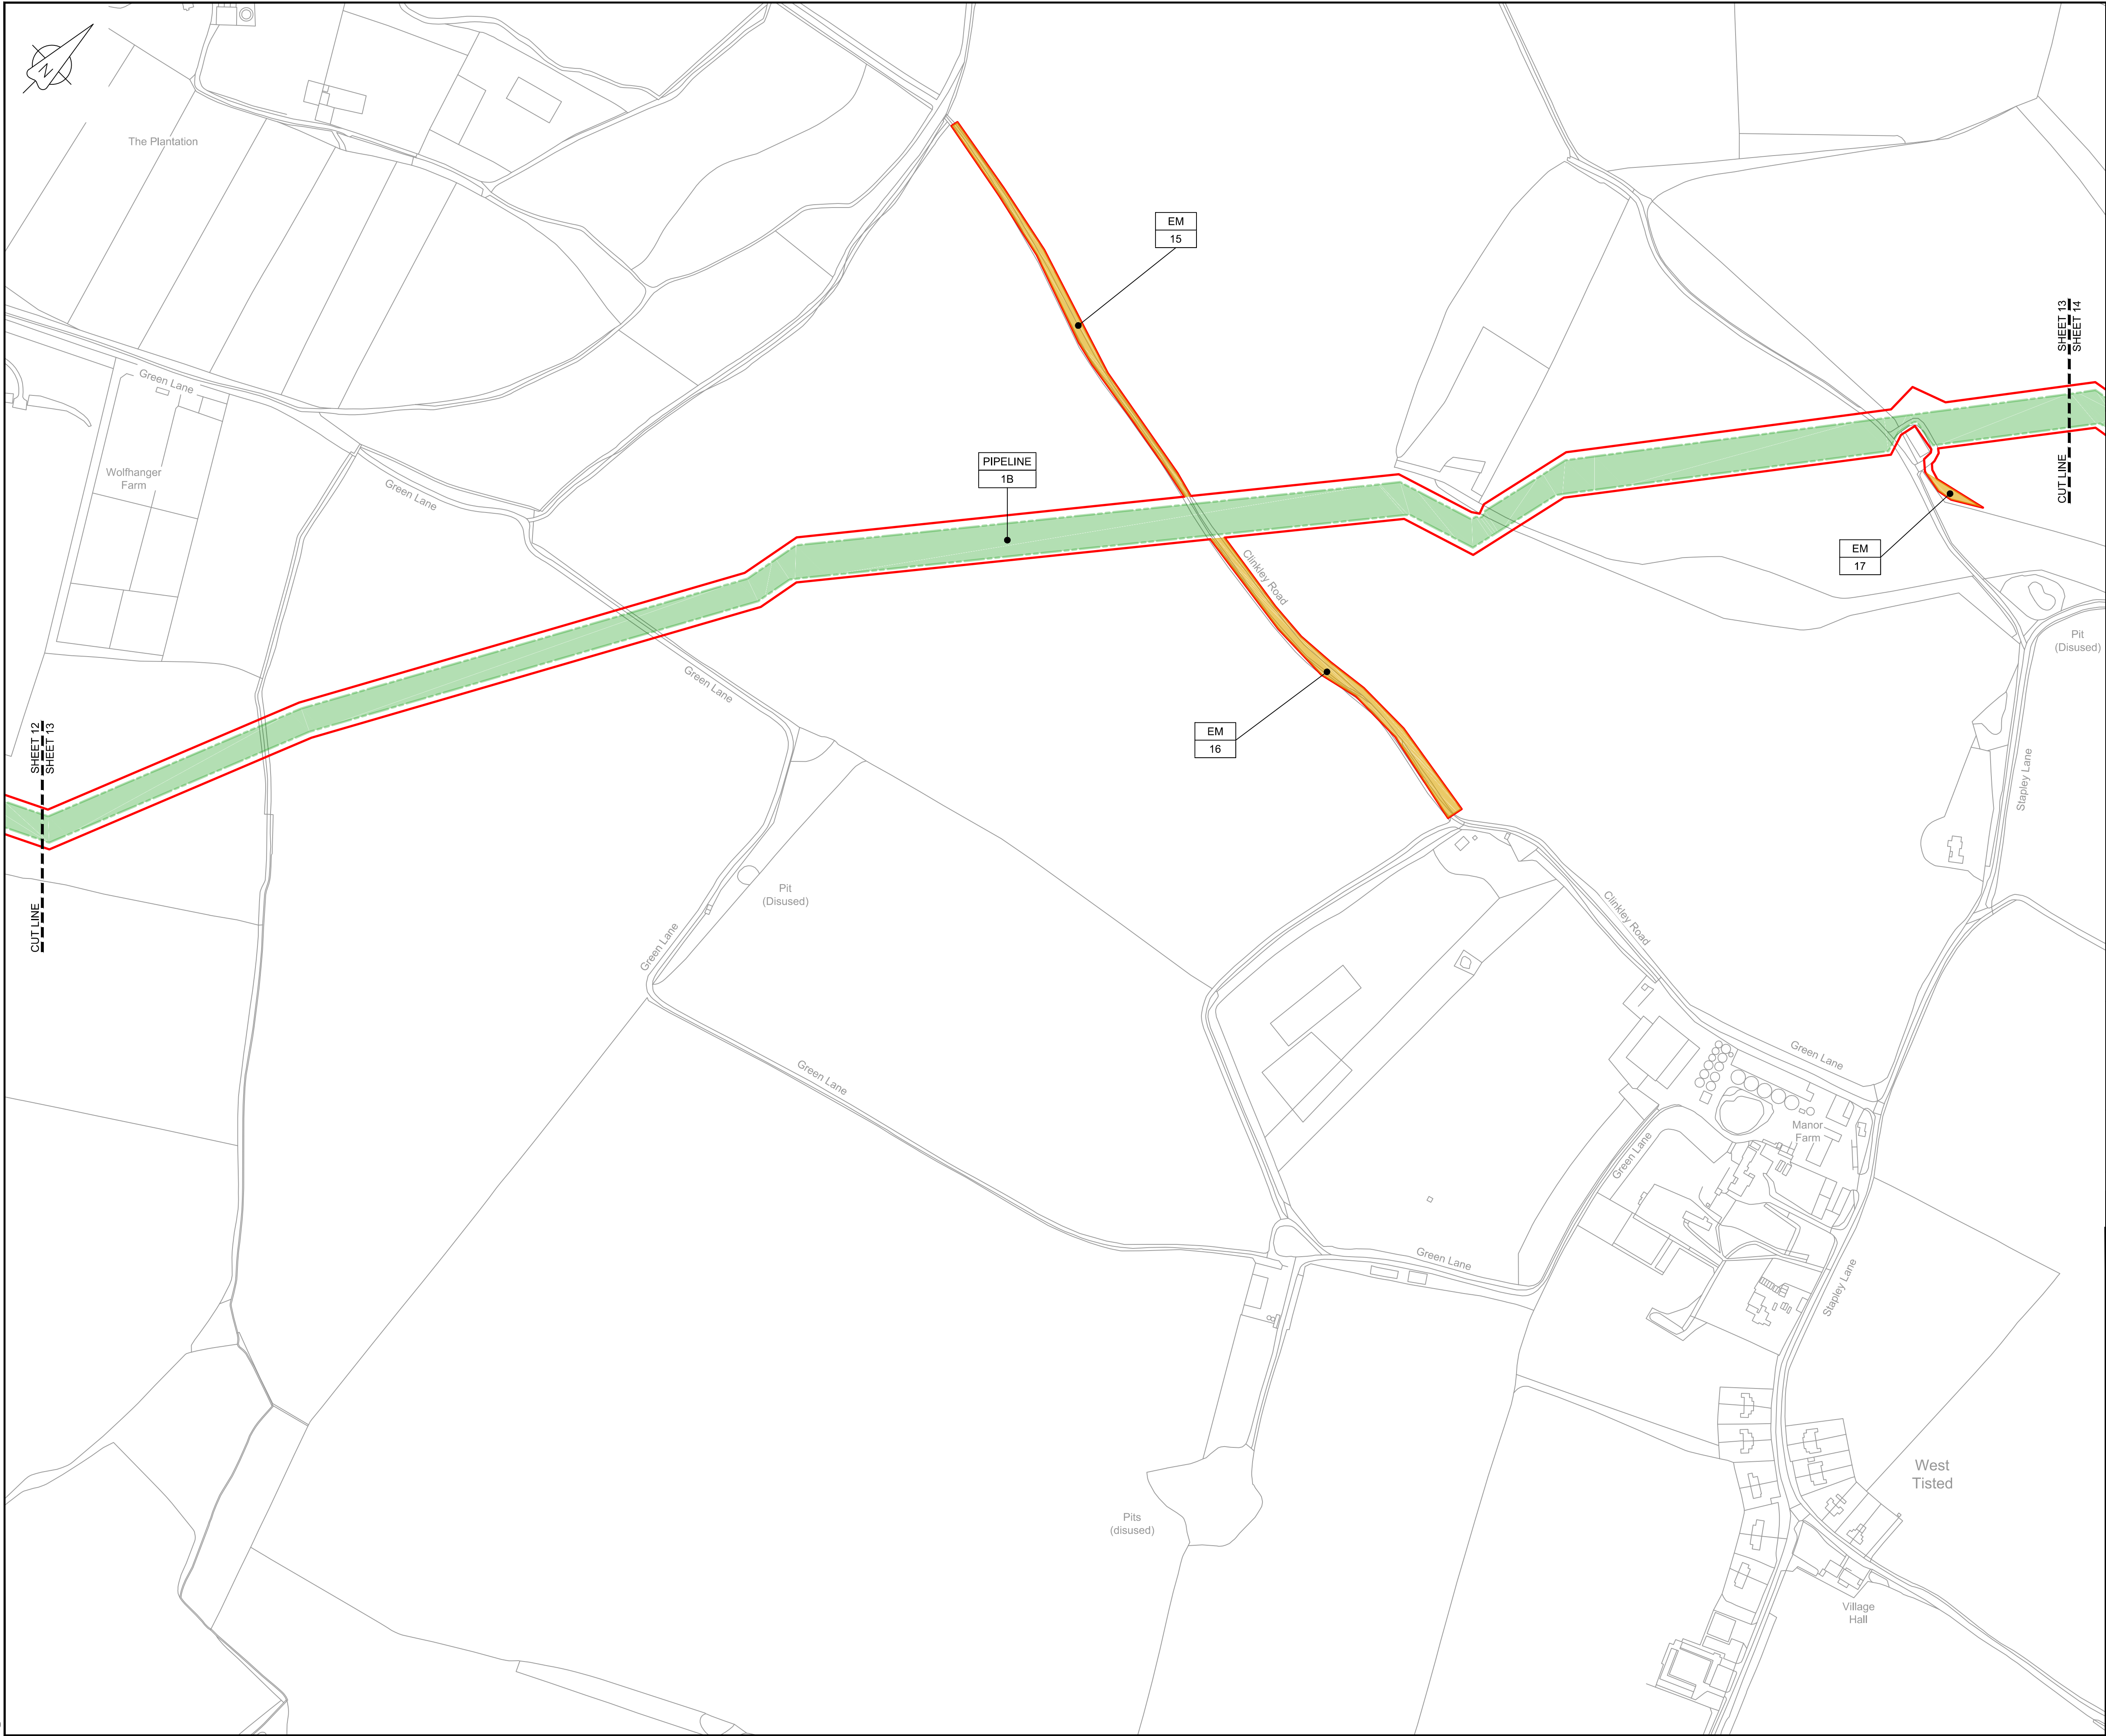 N
The Plantation
EM
15
SHEET 13
SHEET 14
CUT LINE
Green Lane
Wolfhanger
Farm
Green Lane
PIPELINE
1B
EM
17
Clinkley Road
Pit
(Disused)
Green Lane
EM
16
SHEET 12
SHEET 13
CUT LINE
Stapley Lane
Pit
(Disused)
Green Lane
Clinkley Road
Green Lane
Green Lane
Manor
Farm
Green Lane
Green Lane
Stapley Lane
West
Tisted
Pits
(disused)
Village
Hall